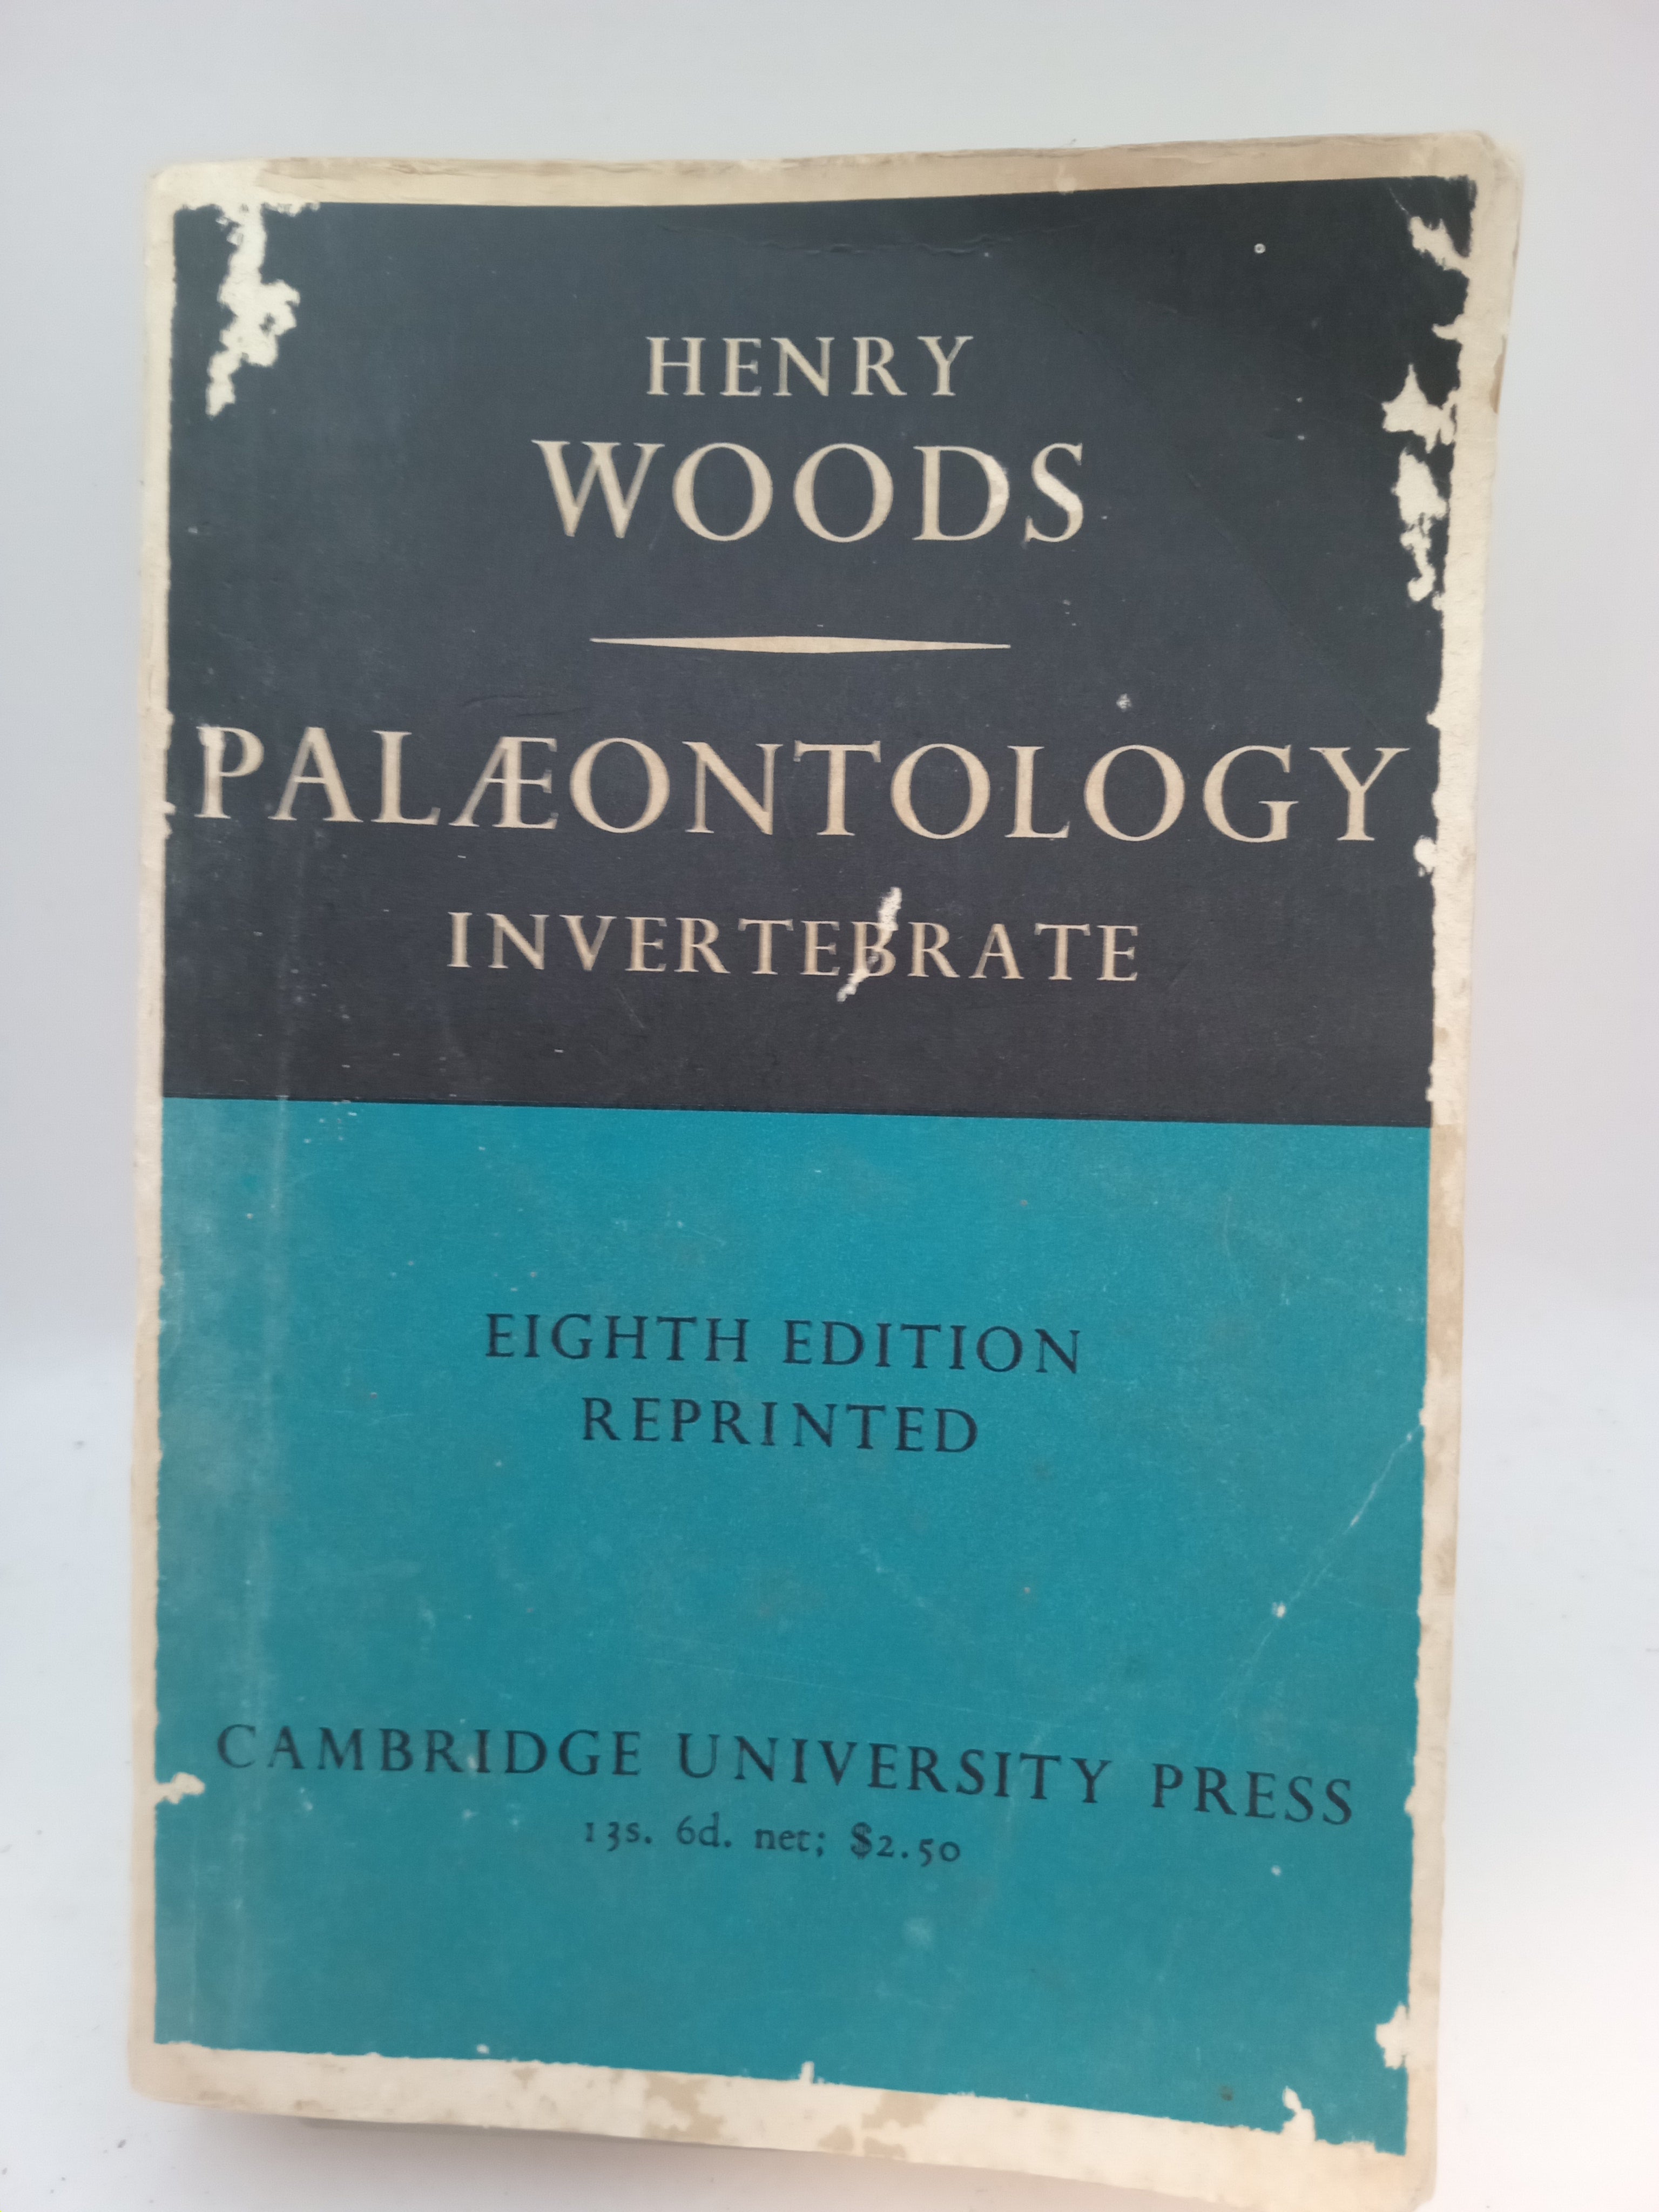 HENRY
WOODS
PALÆONTOLOGY
INVERTEBRATE
EIGHTH EDITION
REPRINTED
CAMBRIDGE UNIVERSITY PRESS
13s. 6d. net; $2.50